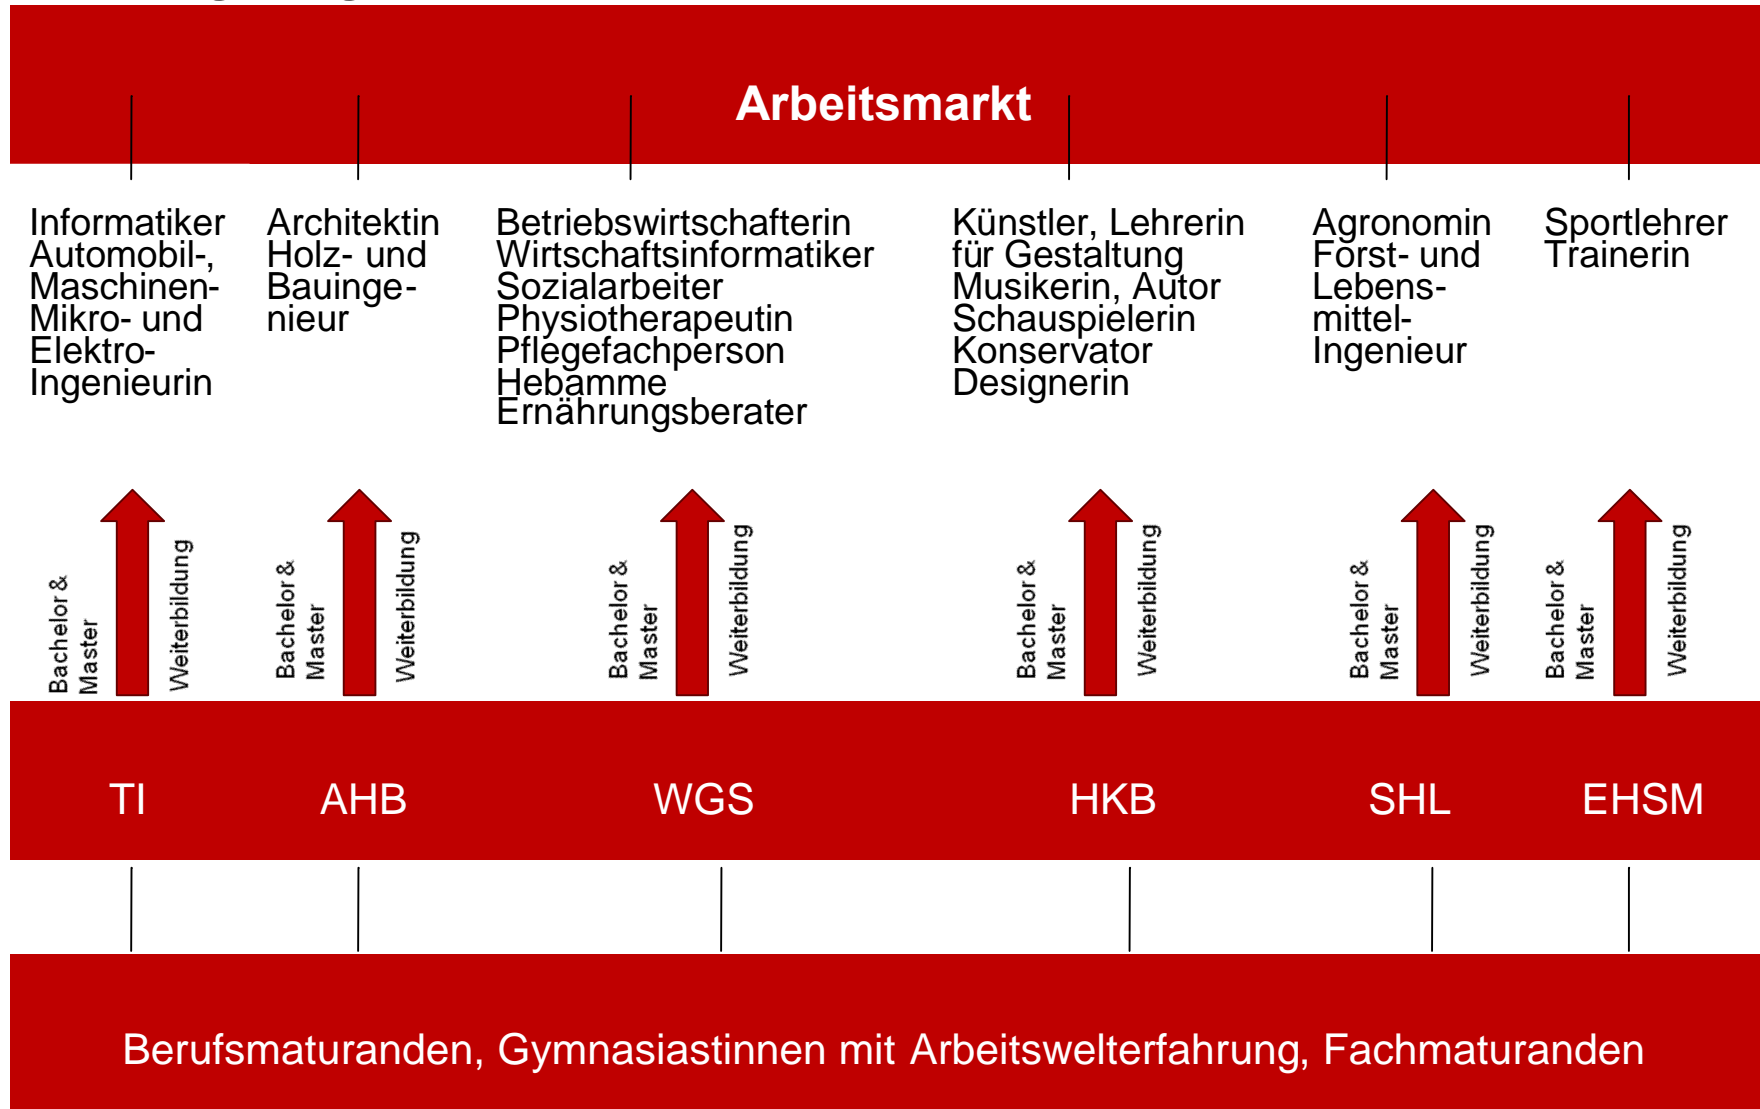 Arbeitsmarkt
Informatiker
Automobil-,
Maschinen-
Mikro- und
Elektro-
Ingenieurin
Architektin
Holz- und
Bauinge-
nieur
Betriebswirtschafterin
Wirtschaftsinformatiker
Sozialarbeiter
Physiotherapeutin
Pflegefachperson
Hebamme
Ernährungsberater
Künstler, Lehrerin
für Gestaltung
Musikerin, Autor
Schauspielerin
Konservator
Designerin
Agronomin
Forst- und
Lebens-
mittel-
Ingenieur
Sportlehrer
Trainerin
Bachelor &
Master
Weiterbildung
Bachelor &
Master
Weiterbildung
Bachelor &
Master
Weiterbildung
Bachelor &
Master
Weiterbildung
Bachelor &
Master
Weiterbildung
Bachelor &
Master
Weiterbildung
TI
AHB
WGS
HKB
SHL
EHSM
Berufsmaturanden, Gymnasiastinnen mit Arbeitswelterfahrung, Fachmaturanden